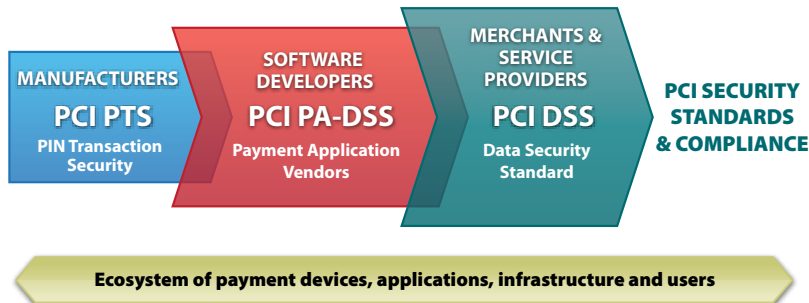 MANUFACTURERS
PCI PTS
PIN Transaction
Security
SOFTWARE
DEVELOPERS
PCI PA-DSS
Payment Application
Vendors
MERCHANTS &
SERVICE
PROVIDERS
PCI DSS
Data Security
Standard
PCI SECURITY
STANDARDS
& COMPLIANCE
Ecosystem of payment devices, applications, infrastructure and users